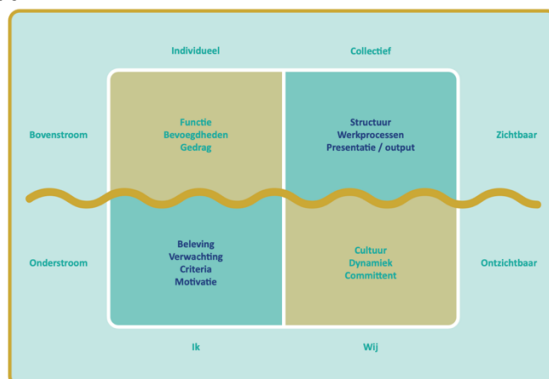 Individueel
Collectief
Bovenstroom
Functie
Bevoegdheden
Gedrag
Structuur
Werkprocessen
Presentatie / output
Zichtbaar
Onderstroom
Beleving
Verwachting
Criteria
Motivatie
Cultuur
Dynamiek
Committent
Ontzichtbaar
Ik
Wij